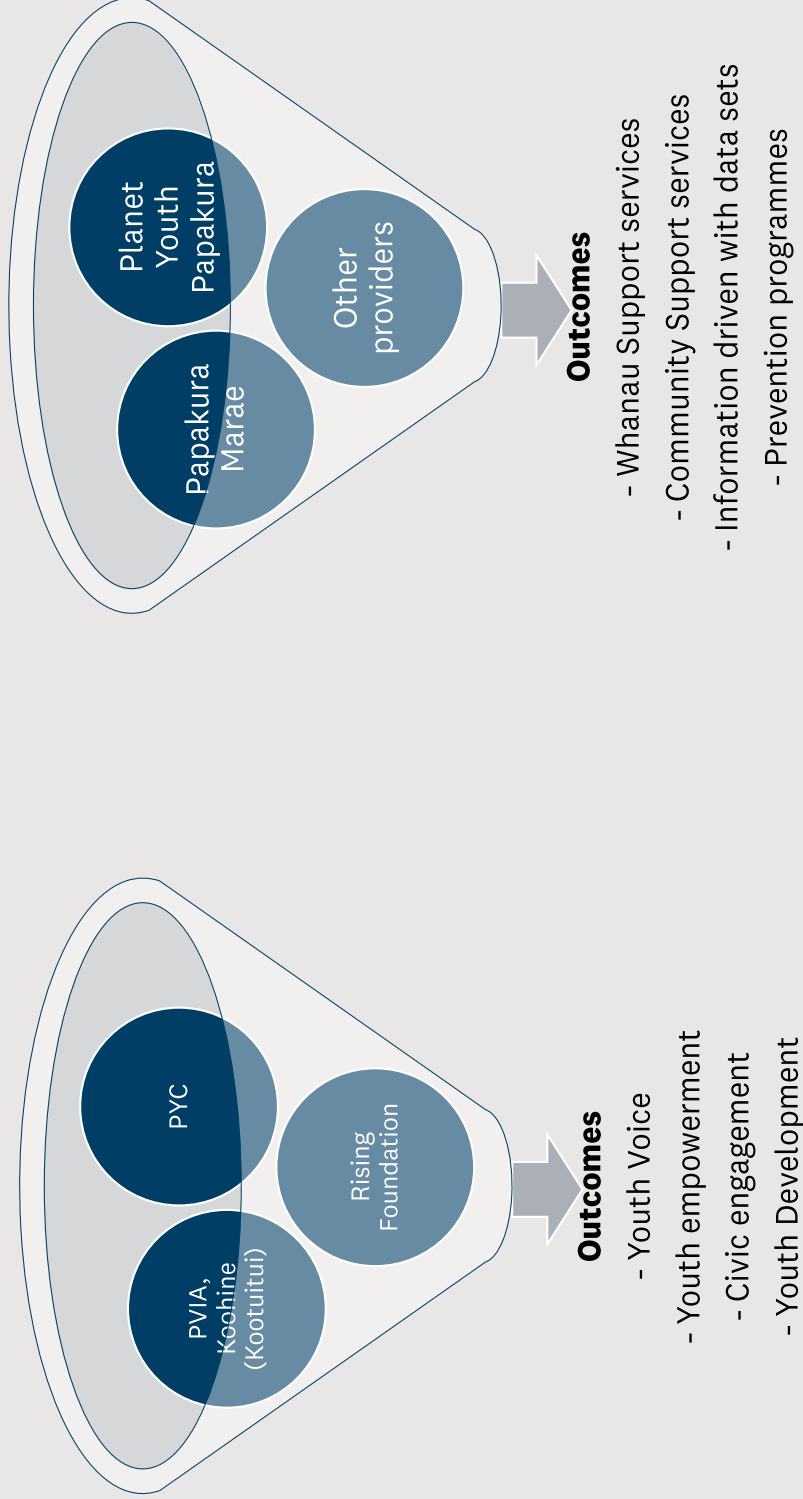 PVIA,
Koohine
(Kootuitui)
PYC
Rising
Foundation
Outcomes
- Youth Voice
- Youth empowerment
- Civic engagement
- Youth Development
Papakura
Marae
Planet
Youth
Papakura
Other
providers
Outcomes
- Whanau Support services
- Community Support services
- Information driven with data sets
- Prevention programmes